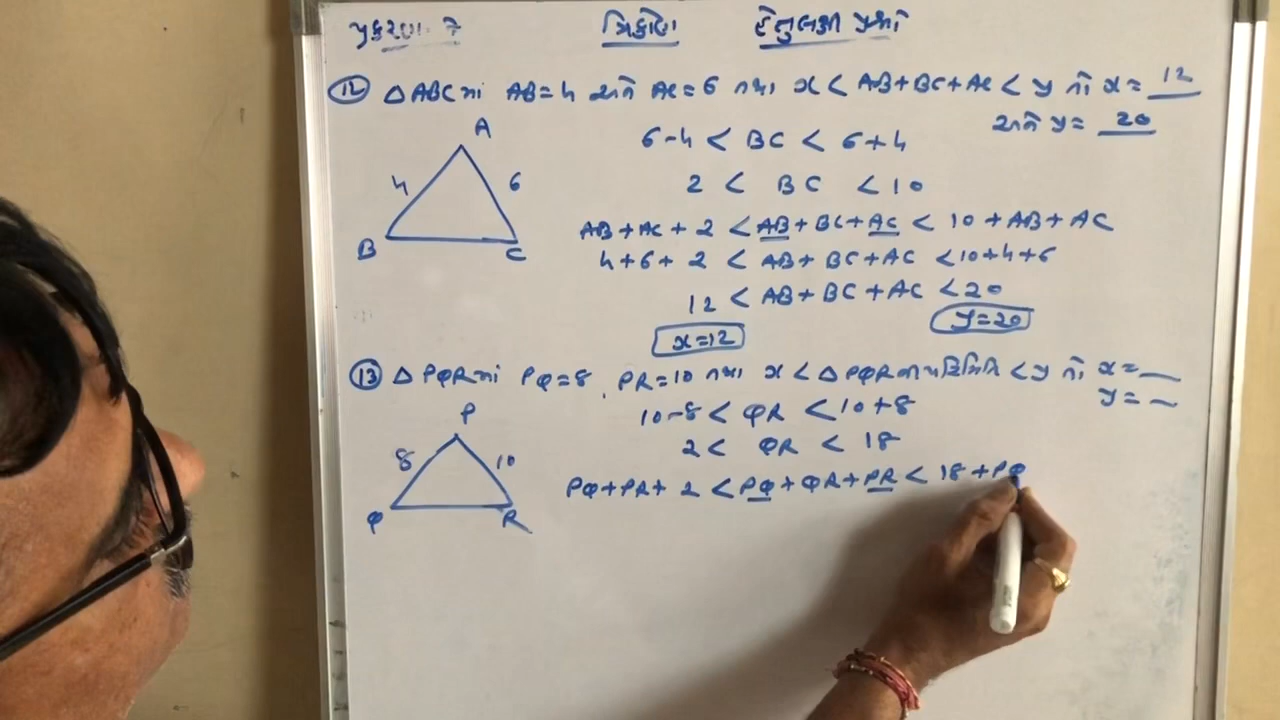 પ્રકરણ-7 ત્રિકોણ હેતુલક્ષી પ્રશ્નો
(12) △ABC માં AB=4 અને AC=6 તથા x < AB+BC+AC < y તો x= 12
અને y= 20
A
4 6
B C
6-4 < BC < 6+4
2 < BC < 10
AB+AC+2 < AB+BC+AC < 10+AB+AC
4+6+2 < AB+BC+AC < 10+4+6
12 < AB+BC+AC < 20
x=12 y=20
(13) △PQR માં PQ=8, PR=10 તથા x < △PQR ની પરિમિતિ < y તો x=__
y=__
P
8 10
Q R
10-8 < QR < 10+8
2 < QR < 18
PQ+PR+2 < PQ+QR+PR < 18+PQ